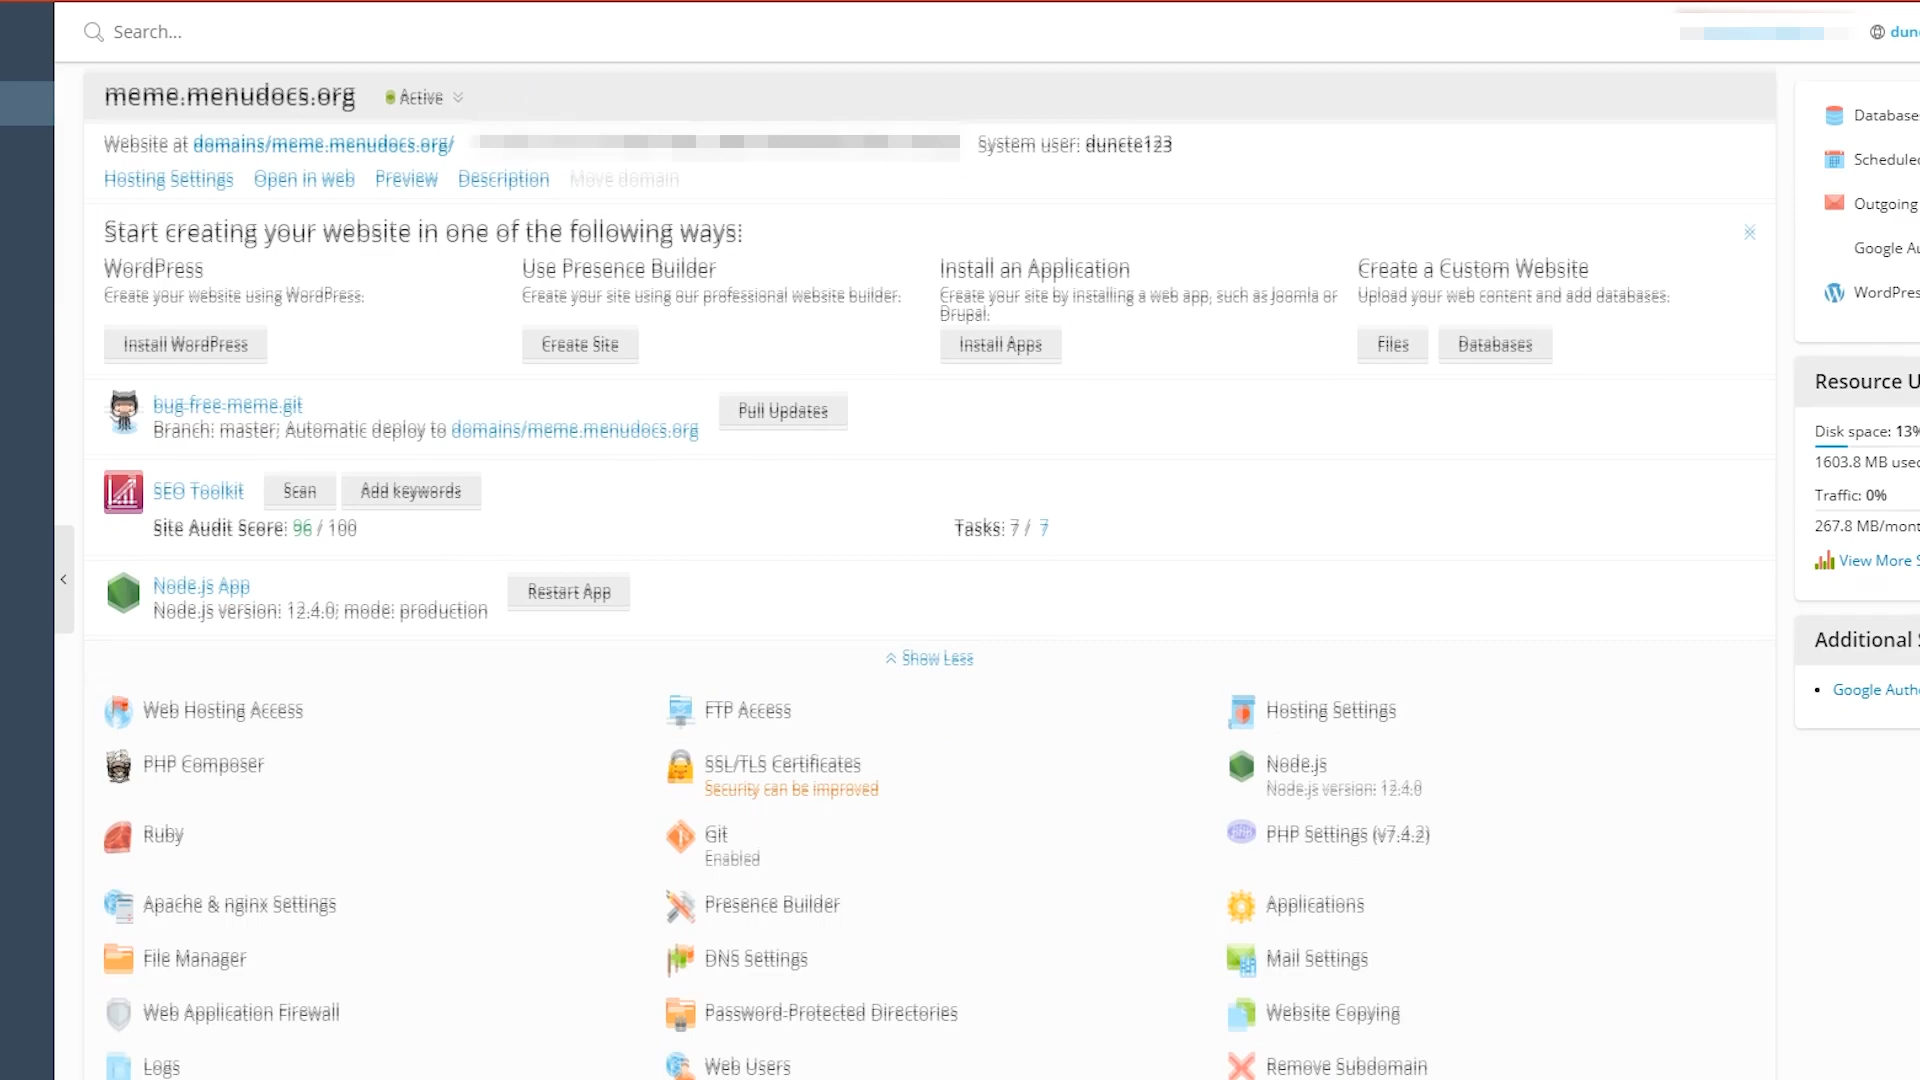 Search...
meme.menudocs.org Active
Website at domains/meme.menudocs.org/ System user: duncte123
Hosting Settings Open in web Preview Description Move domain
Start creating your website in one of the following ways:
WordPress
Create your website using WordPress.
Install WordPress
Use Presence Builder
Create your site using our professional website builder.
Create Site
Install an Application
Create your site by installing a web app, such as Joomla or
Drupal.
Install Apps
Create a Custom Website
Upload your web content and add databases.
Files Databases
bug-free-meme.git
Branch: master; Automatic deploy to domains/meme.menudocs.org
Pull Updates
SEO Toolkit Scan Add keywords
Site Audit Score: 96 / 100 Tasks: 7 / 7
Node.js App
Node.js version: 12.4.0; mode: production
Restart App
Show Less
Web Hosting Access
FTP Access
Hosting Settings
PHP Composer
SSL/TLS Certificates
Security can be improved
Node.js
Node.js version: 12.4.0
Ruby
Git
Enabled
PHP Settings (v7.4.2)
Apache & nginx Settings
Presence Builder
Applications
File Manager
DNS Settings
Mail Settings
Web Application Firewall
Password-Protected Directories
Website Copying
Logs
Web Users
Remove Subdomain
dunc
Database
Scheduled
Outgoing
Google Au
WordPres
Resource U
Disk space: 13%
1603.8 MB used
Traffic: 0%
267.8 MB/mont
View More S
Additional S
Google Auth